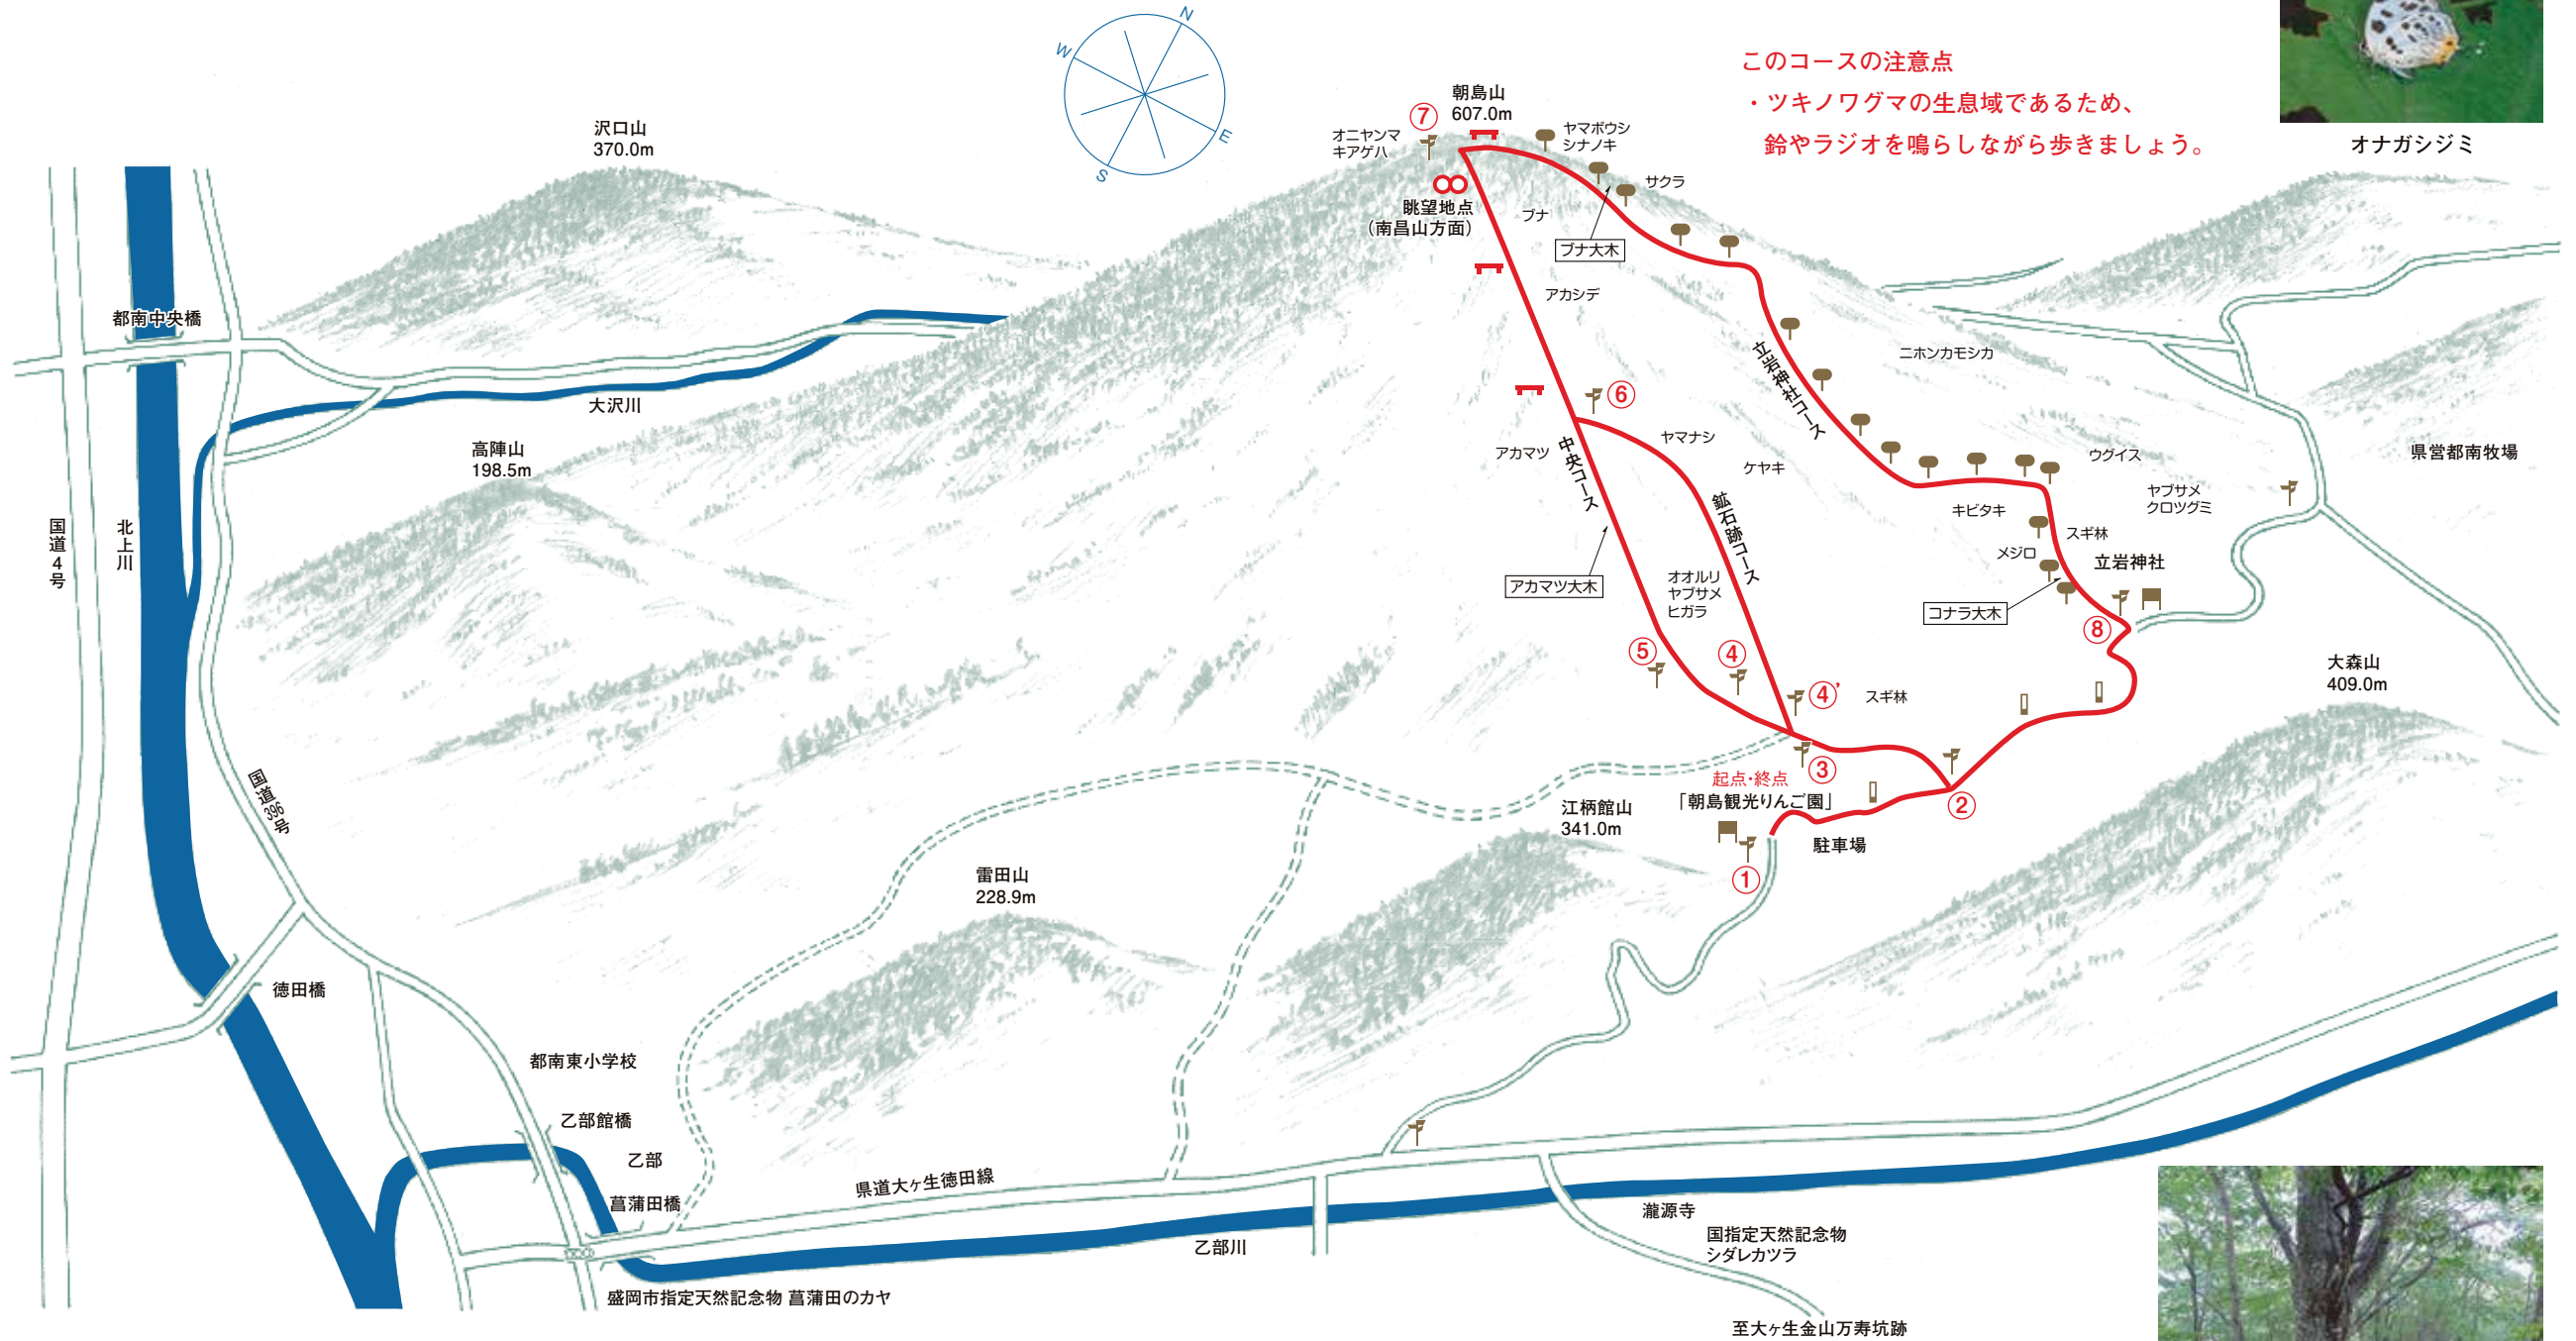 N
W
E
S
このコースの注意点
・ツキノワグマの生息域であるため、
鈴やラジオを鳴らしながら歩きましょう。
オナガシジミ
沢口山
370.0m
朝島山
607.0m
⑦
オニヤンマ
キアゲハ
ヤマボウシ
シナノキ
サクラ
眺望地点
(南昌山方面)
ブナ
ブナ大木
アカシデ
都南中央橋
大沢川
立岩神社コース
ニホンカモシカ
⑥
高陣山
198.5m
アカマツ
中央コース
ヤマナシ
ケヤキ
鉱石跡コース
ウグイス
県営都南牧場
ヤブサメ
クロツグミ
キビタキ
スギ林
メジロ
立岩神社
国道4号
北上川
アカマツ大木
オオルリ
ヤブサメ
ヒガラ
コナラ大木
⑧
⑤
④
④’
スギ林
大森山
409.0m
国道396号
③
起点・終点
「朝島観光りんご園」
②
江柄館山
341.0m
駐車場
①
雷田山
228.9m
徳田橋
都南東小学校
乙部館橋
乙部
菖蒲田橋
県道大ヶ生徳田線
乙部川
瀧源寺
国指定天然記念物
シダレカツラ
盛岡市指定天然記念物 菖蒲田のカヤ
至大ヶ生金山万寿坑跡